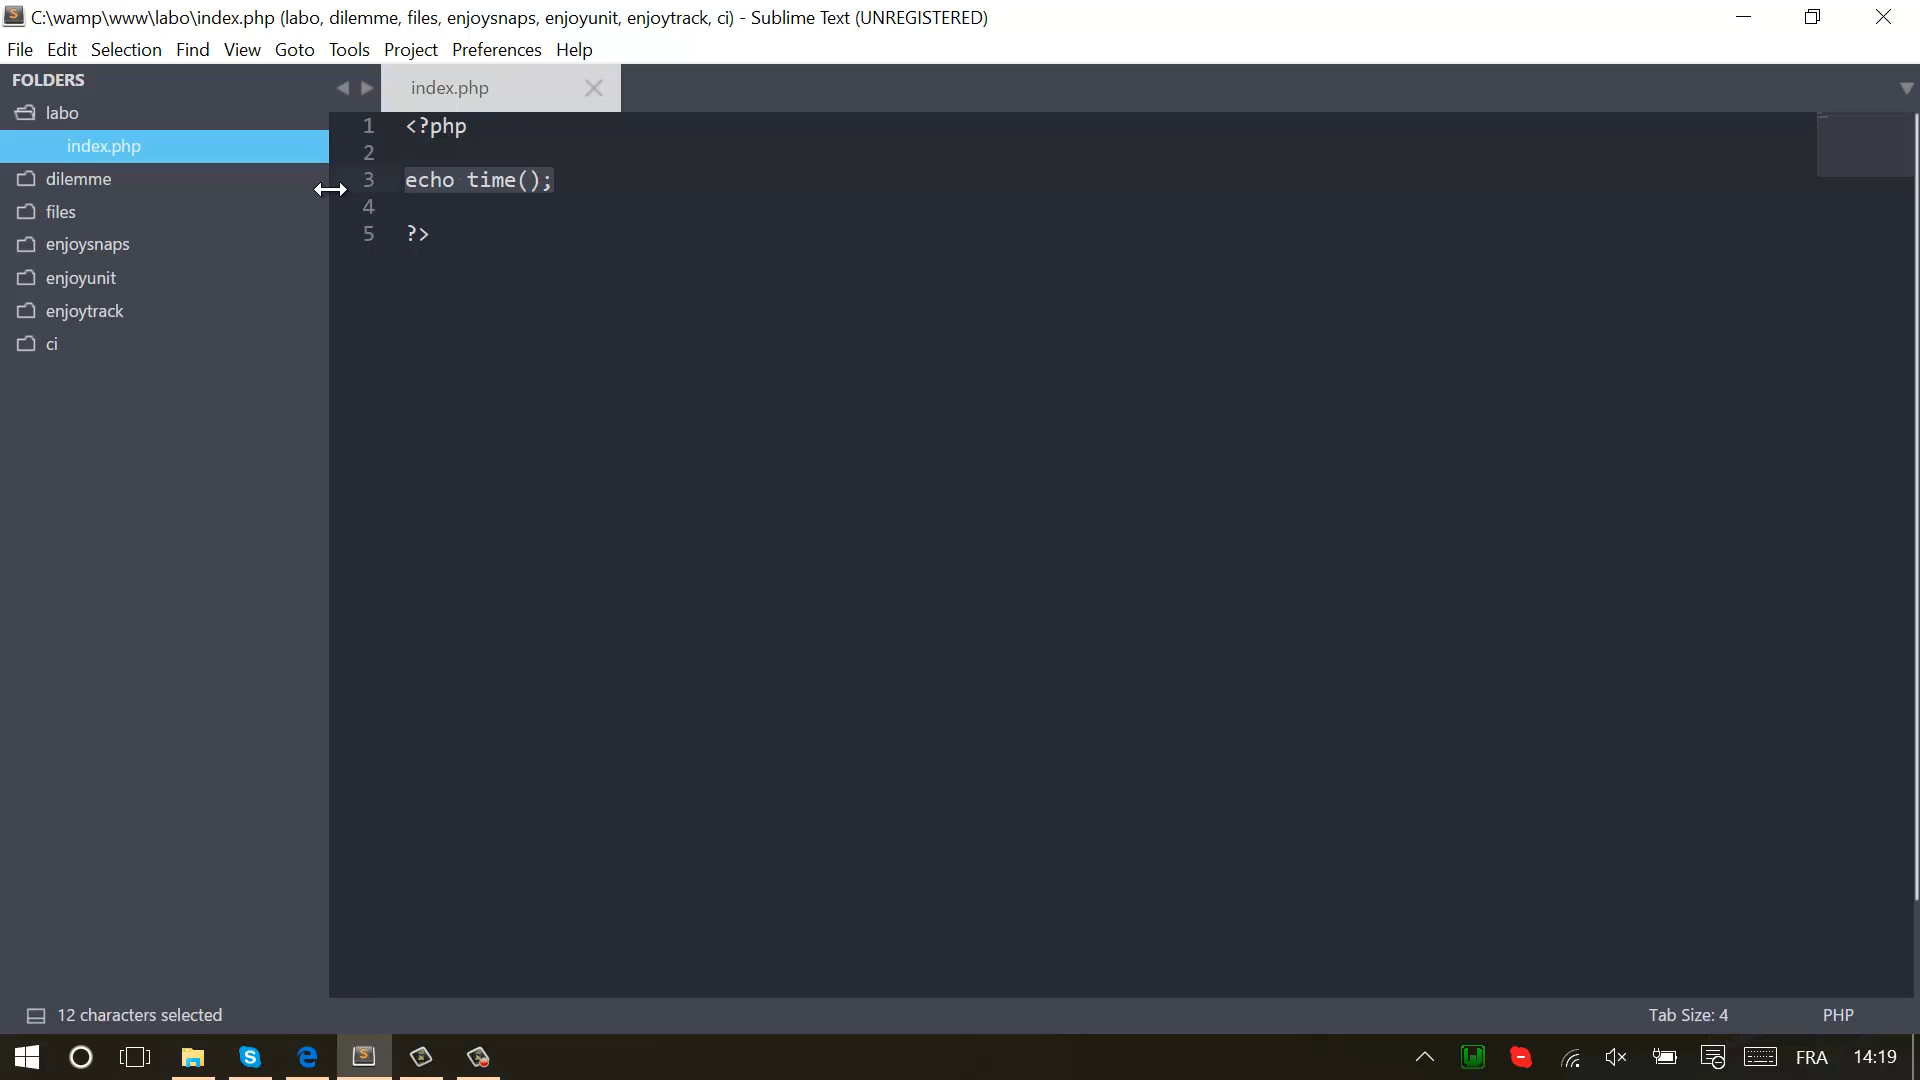 C:\wamp\www\labo\index.php (labo, dilemme, files, enjoysnaps, enjoyunit, enjoytrack, ci) - Sublime Text (UNREGISTERED)
File Edit Selection Find View Goto Tools Project Preferences Help
FOLDERS
labo
index.php
dilemme
files
enjoysnaps
enjoyunit
enjoytrack
ci
index.php
1 <?php
2
3 echo time();
4
5 ?>
12 characters selected
Tab Size: 4
PHP
FRA
14:19